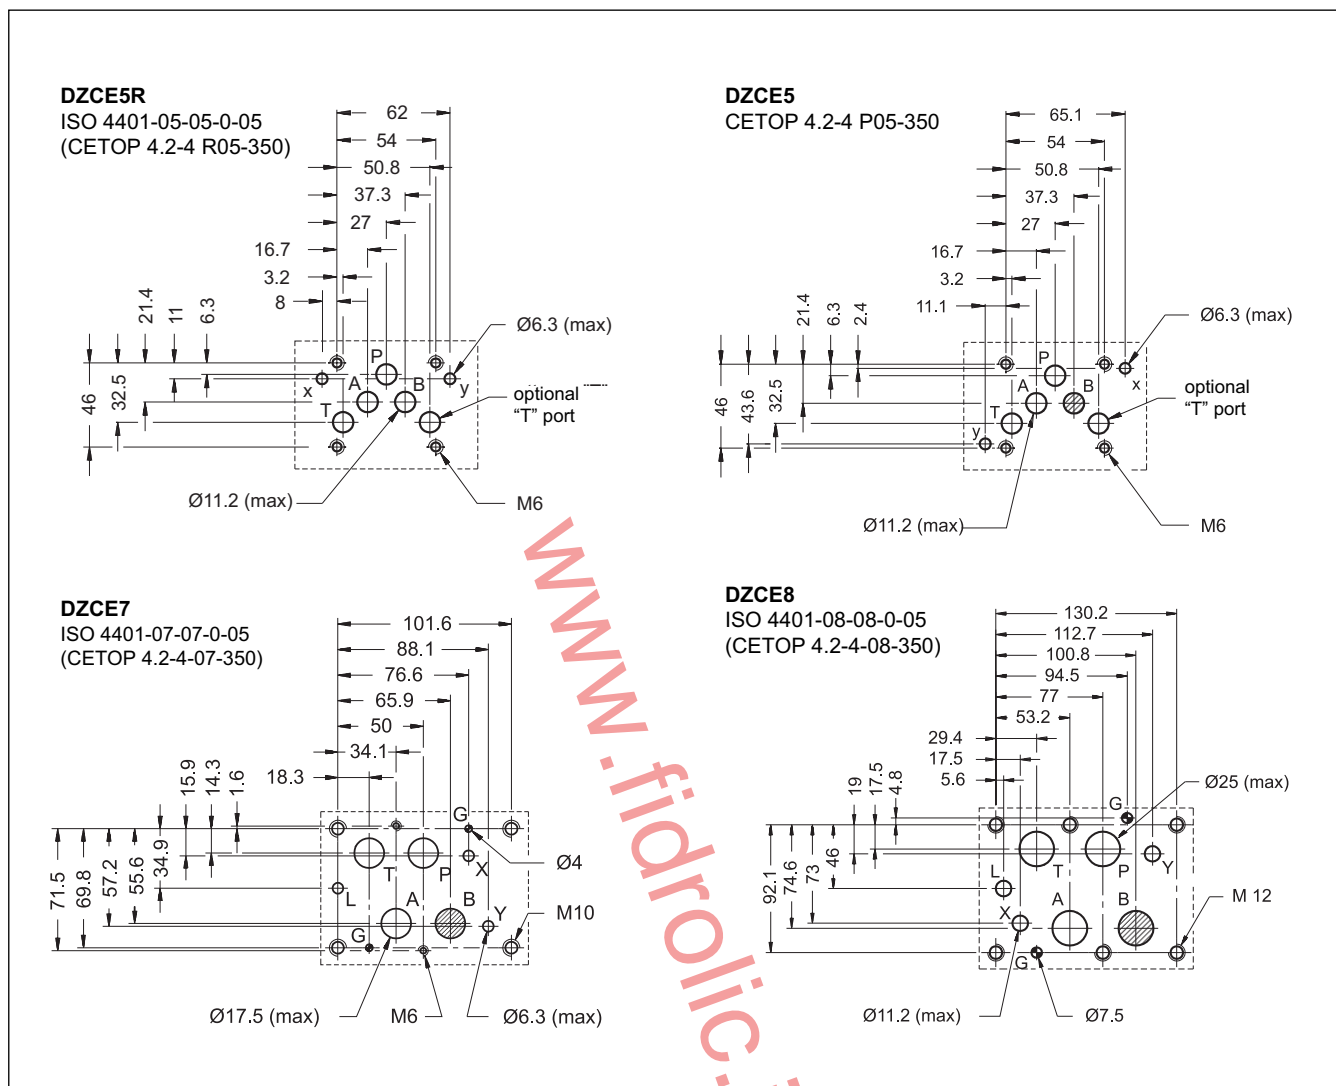 DZCE5R
ISO 4401-05-05-0-05
(CETOP 4.2-4 R05-350)
62
54
50.8
37.3
27
16.7
3.2
8
21.4
11
6.3
46
32.5
Ø6.3 (max)
P
x
A
B
y
T
optional
“T” port
Ø11.2 (max)
M6
DZCE5
CETOP 4.2-4 P05-350
65.1
54
50.8
37.3
27
16.7
3.2
11.1
21.4
6.3
2.4
46
43.6
32.5
Ø6.3 (max)
P
A
B
x
T
y
optional
“T” port
Ø11.2 (max)
M6
DZCE7
ISO 4401-07-07-0-05
(CETOP 4.2-4-07-350)
101.6
88.1
76.6
65.9
50
34.1
18.3
15.9
14.3
1.6
71.5
69.8
57.2
55.6
34.9
G
Ø4
T
P
X
L
A
B
Y
M10
G
Ø17.5 (max)
M6
Ø6.3 (max)
DZCE8
ISO 4401-08-08-0-05
(CETOP 4.2-4-08-350)
130.2
112.7
100.8
94.5
77
53.2
29.4
17.5
5.6
19
17.5
4.8
92.1
74.6
73
46
Ø25 (max)
G
T
P
Y
L
A
B
X
M 12
G
Ø11.2 (max)
Ø7.5
www.fidrolic.